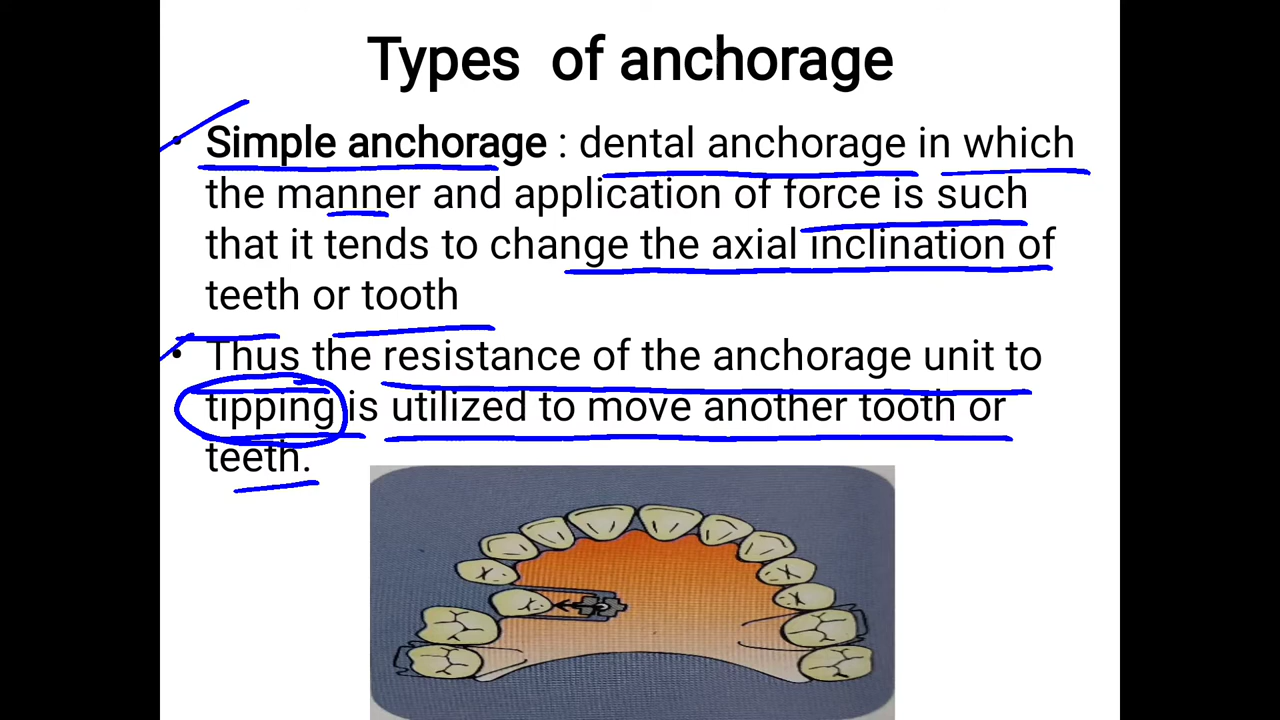 Types of anchorage
• Simple anchorage : dental anchorage in which
the manner and application of force is such
that it tends to change the axial inclination of
teeth or tooth
• Thus the resistance of the anchorage unit to
tipping is utilized to move another tooth or
teeth.